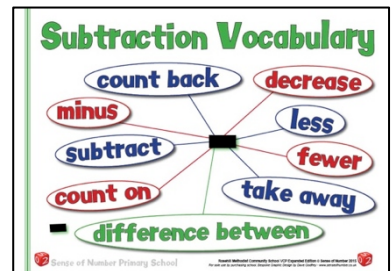 Subtraction Vocabulary
count back
decrease
minus
less
subtract
fewer
count on
take away
difference between
Sense of Number Primary School